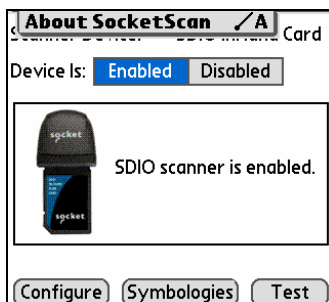 About SocketScan ⁄A
Card
Device Is: Enabled Disabled
socket
SDIO scanner is enabled.
socket
Configure Symbologies Test